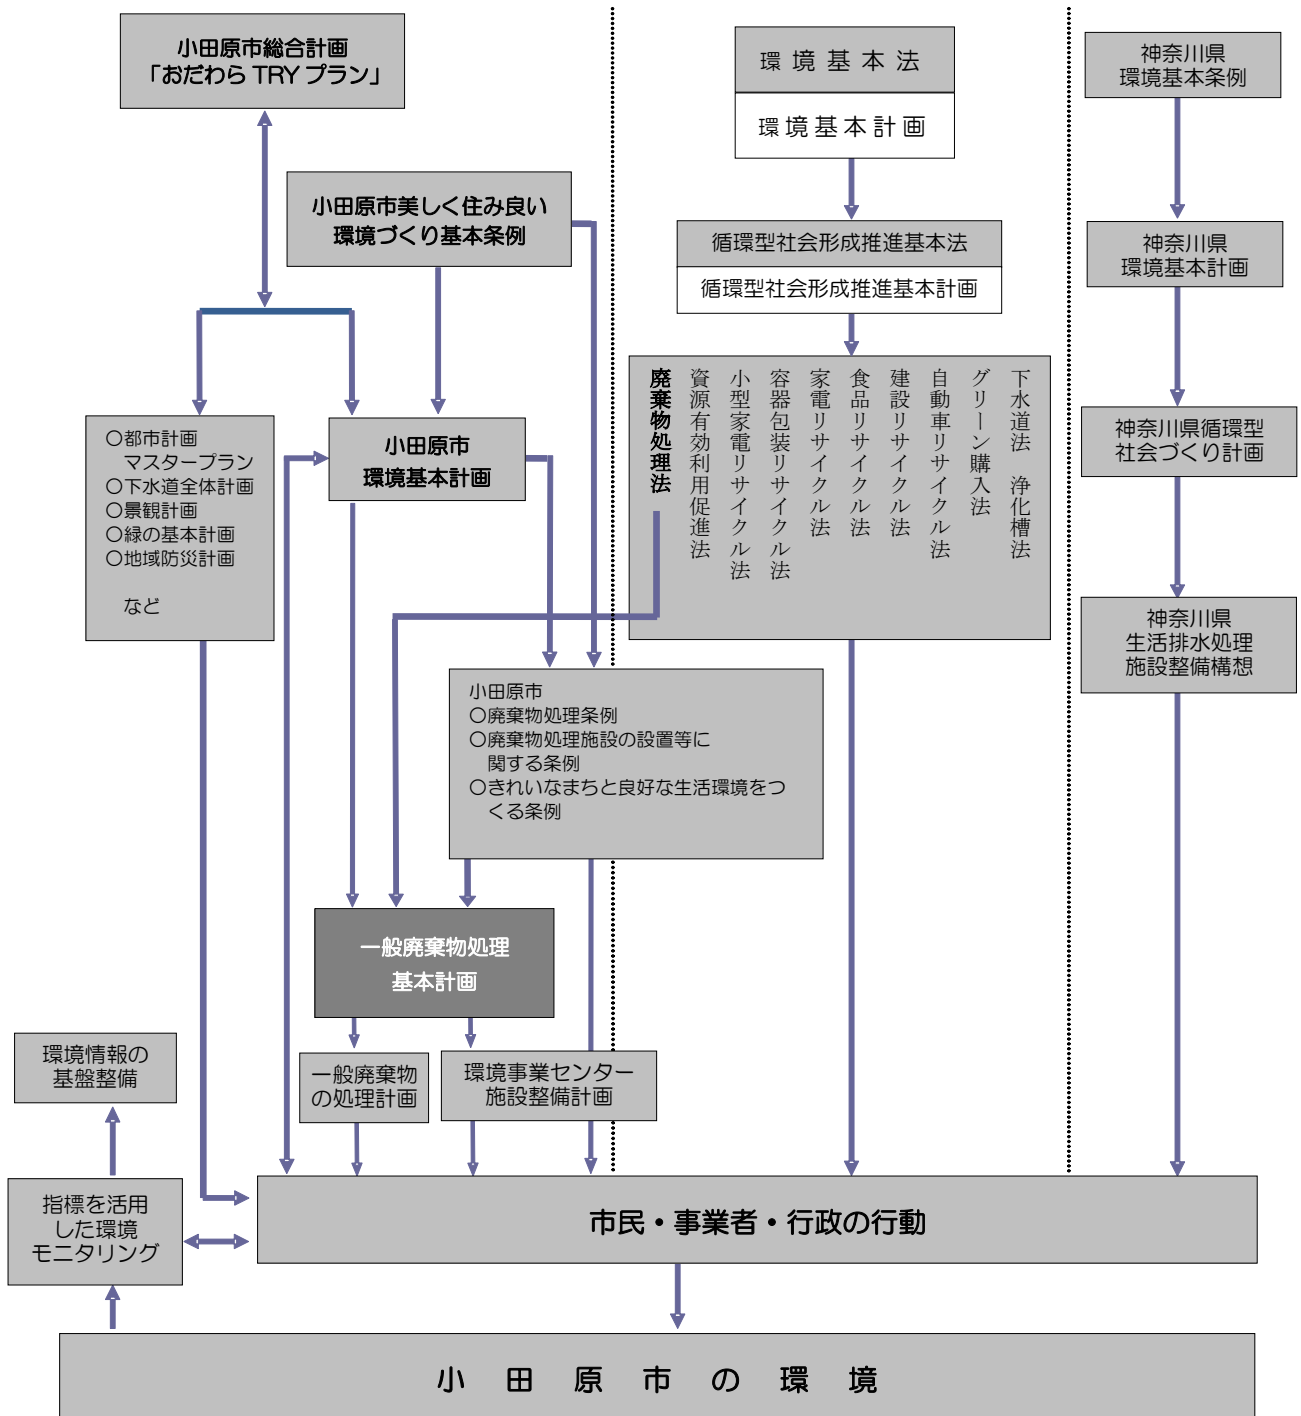 小田原市総合計画
「おだわら TRY プラン」
小田原市美しく住み良い
環境づくり基本条例
○都市計画
マスタープラン
○下水道全体計画
○景観計画
○緑の基本計画
○地域防災計画
など
小田原市
環境基本計画
環境基本法
環境基本計画
循環型社会形成推進基本法
循環型社会形成推進基本計画
廃棄物処理法
資源有効利用促進法
小型家電リサイクル法
容器包装リサイクル法
家電リサイクル法
食品リサイクル法
建設リサイクル法
自動車リサイクル法
グリーン購入法
下水道法　浄化槽法
神奈川県
環境基本条例
神奈川県
環境基本計画
神奈川県循環型
社会づくり計画
神奈川県
生活排水処理
施設整備構想
小田原市
○廃棄物処理条例
○廃棄物処理施設の設置等に
関する条例
○きれいなまちと良好な生活環境をつ
くる条例
一般廃棄物処理
基本計画
一般廃棄物
の処理計画
環境事業センター
施設整備計画
環境情報の
基盤整備
指標を活用
した環境
モニタリング
市民・事業者・行政の行動
小田原市の環境